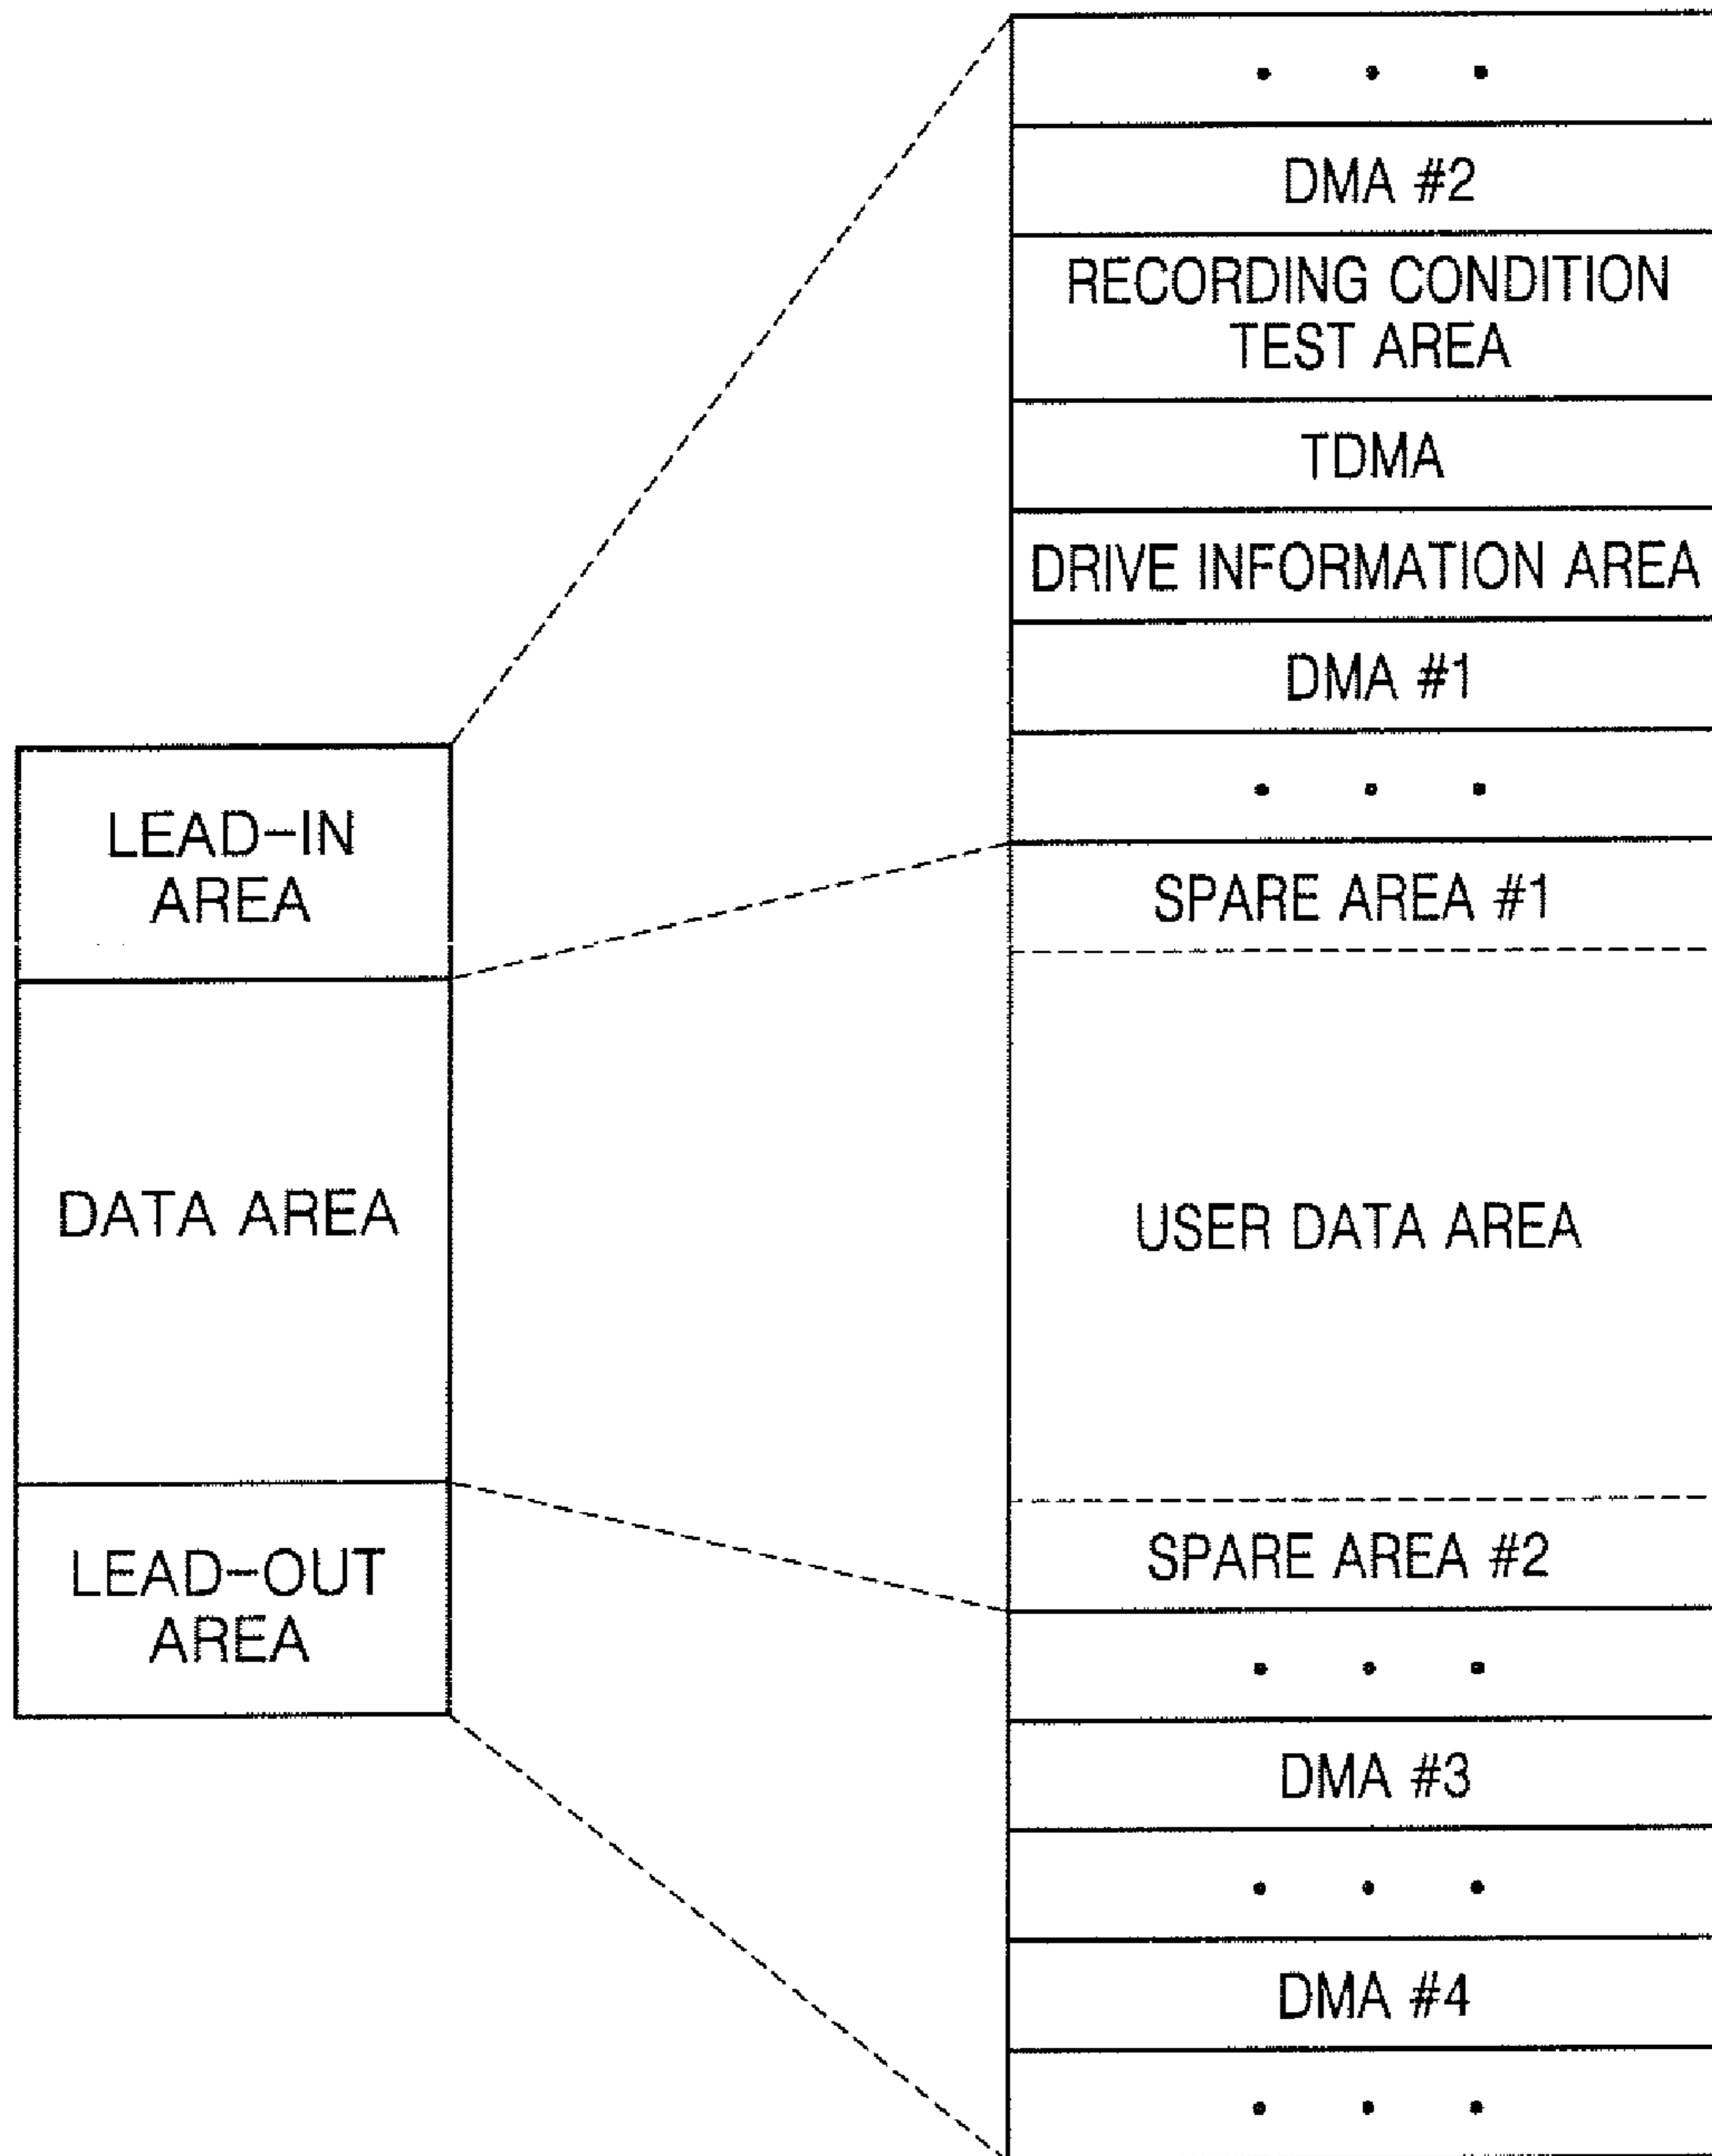 LEAD-IN
AREA
DATA AREA
LEAD-OUT
AREA
• • •
DMA #2
RECORDING CONDITION
TEST AREA
TDMA
DRIVE INFORMATION AREA
DMA #1
• • •
SPARE AREA #1
USER DATA AREA
SPARE AREA #2
• • •
DMA #3
• • •
DMA #4
• • •